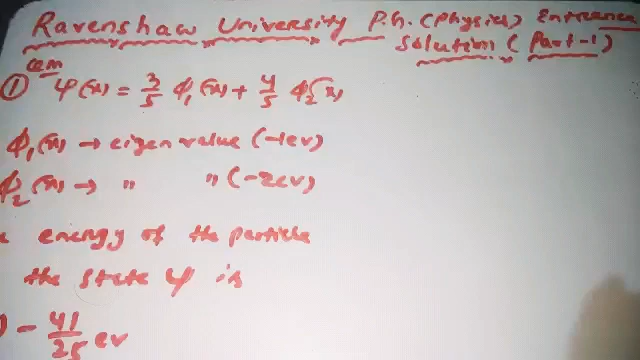 Ravenshaw University P.G. (Physics) Entrance
Solution (Part-1)
QM
① ψ(x) = 3/5 ϕ₁(x) + 4/5 ϕ₂(x)
ϕ₁(x) → eigen value (-1ev)
ϕ₂(x) → " " (-2ev)
energy of the particle
the state ψ is
) - 41/25 ev